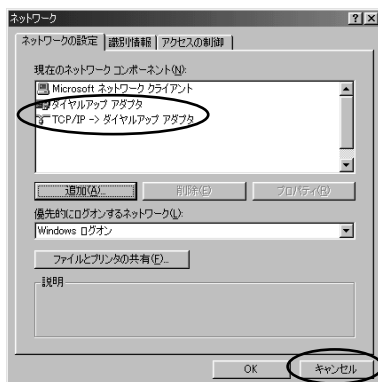 ネットワーク
ネットワークの設定 識別情報 アクセスの制御
現在のネットワーク コンポーネント(N):
Microsoft ネットワーク クライアント
ダイヤルアップ アダプタ
TCP/IP -> ダイヤルアップ アダプタ
追加(A)... 削除(E) プロパティ(R)
優先的にログオンするネットワーク(L):
Windows ログオン
ファイルとプリンタの共有(F)...
説明
OK キャンセル